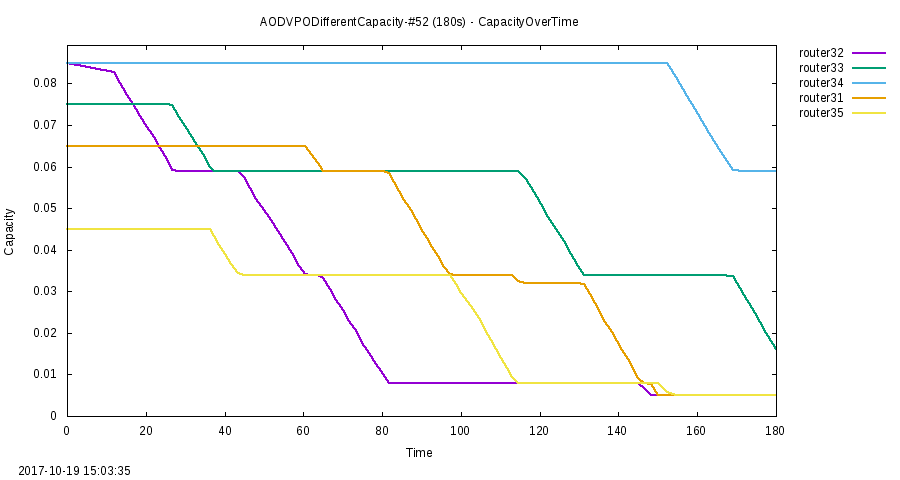 AODVPODifferentCapacity-#52 (180s) - CapacityOverTime
router32
router33
router34
router31
router35
0.08
0.07
0.06
0.05
0.04
0.03
0.02
0.01
0
Capacity
0 20 40 60 80 100 120 140 160 180
Time
2017-10-19 15:03:35